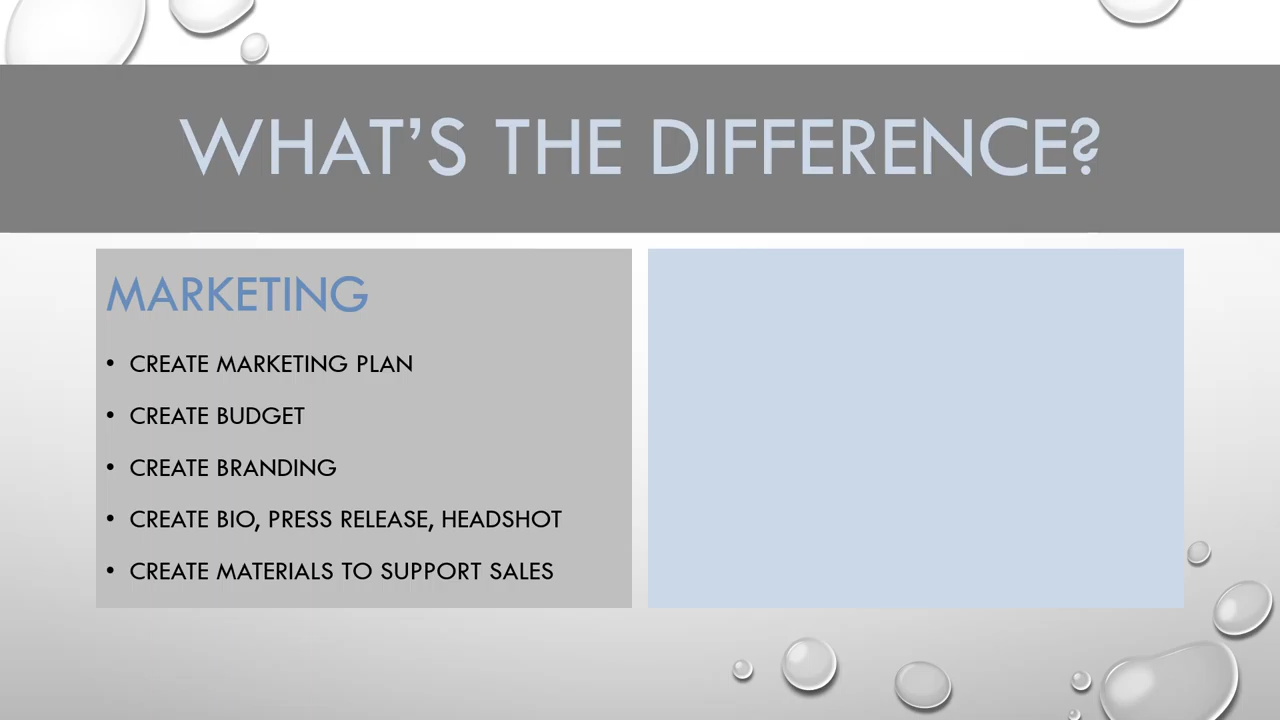 WHAT’S THE DIFFERENCE?
MARKETING
• CREATE MARKETING PLAN
• CREATE BUDGET
• CREATE BRANDING
• CREATE BIO, PRESS RELEASE, HEADSHOT
• CREATE MATERIALS TO SUPPORT SALES